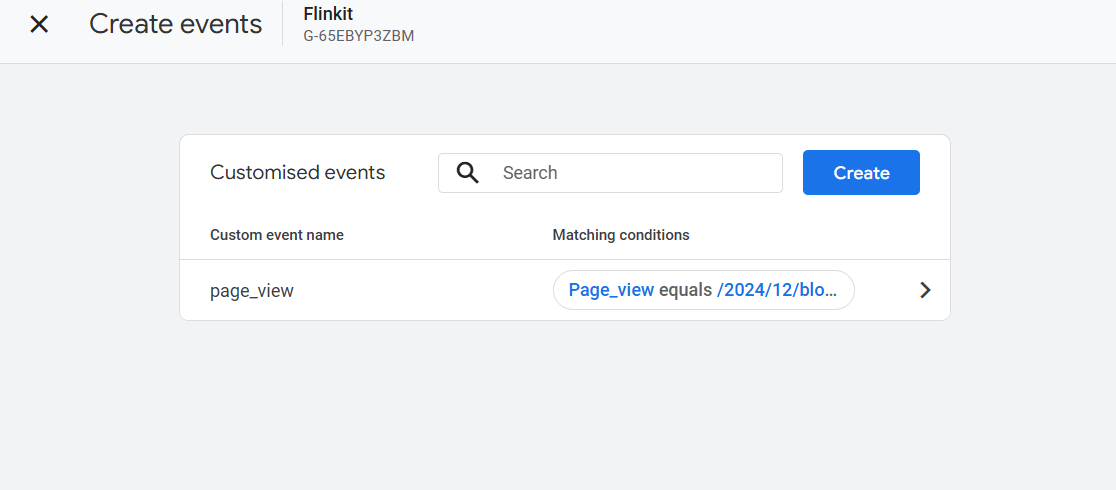 Create events
Flinkit
G-65EBYP3ZBM
Customised events
Search
Create
Custom event name
Matching conditions
page_view
Page_view equals /2024/12/blo...